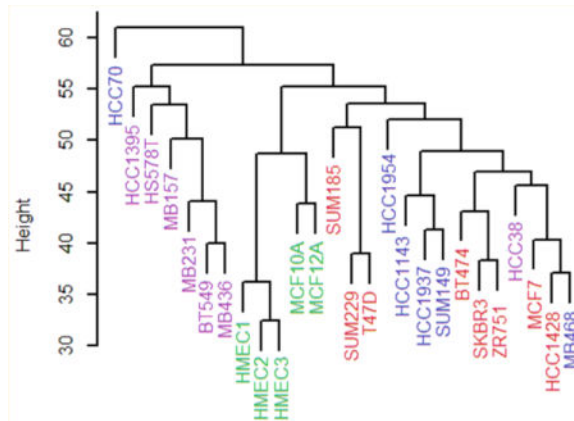 Height
60
55
50
45
40
35
30
HCC70
HCC1395
HS578T
MB157
MB231
BT549
MB436
HMEC1
HMEC2
HMEC3
MCF10A
MCF12A
SUM185
SUM229
T47D
HCC1954
HCC1143
HCC1937
SUM149
BT474
SKBR3
ZR751
HCC38
MCF7
HCC1428
MB468